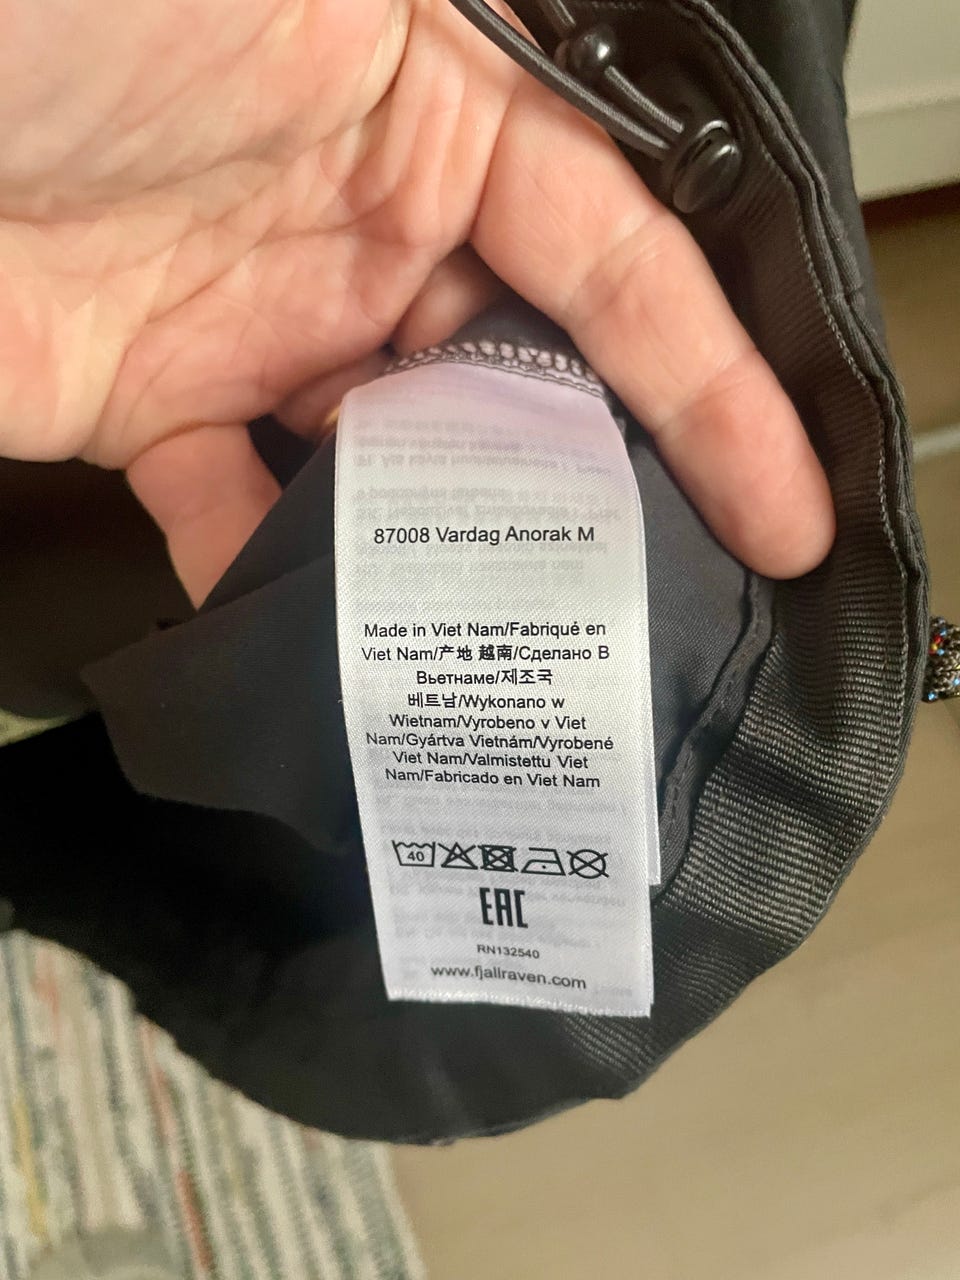 87008 Vardag Anorak M
Made in Viet Nam/Fabriqué en
Viet Nam/产地 越南/Сделано В
Вьетнаме/제조국
베트남/Wykonano w
Wietnam/Vyrobeno v Viet
Nam/Gyártva Vietnám/Vyrobené
Viet Nam/Valmistettu Viet
Nam/Fabricado en Viet Nam
40
EAC
RN132540
www.fjallraven.com